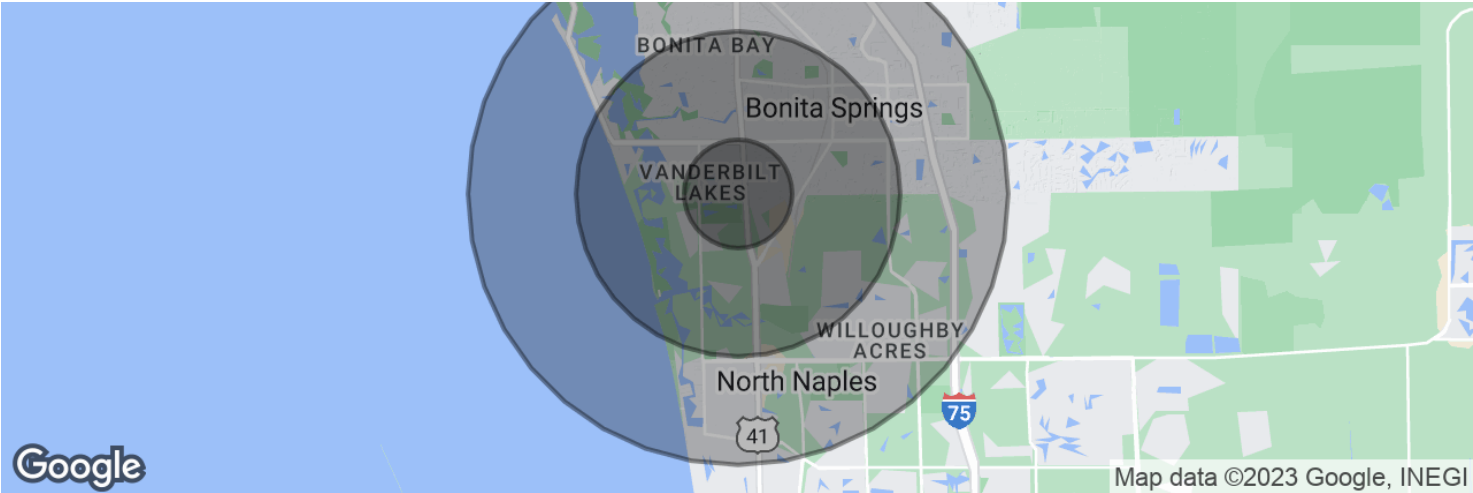 BONITA BAY
Bonita Springs
VANDERBILT
LAKES
WILLOUGHBY
ACRES
North Naples
75
41
Google
Map data ©2023 Google, INEGI